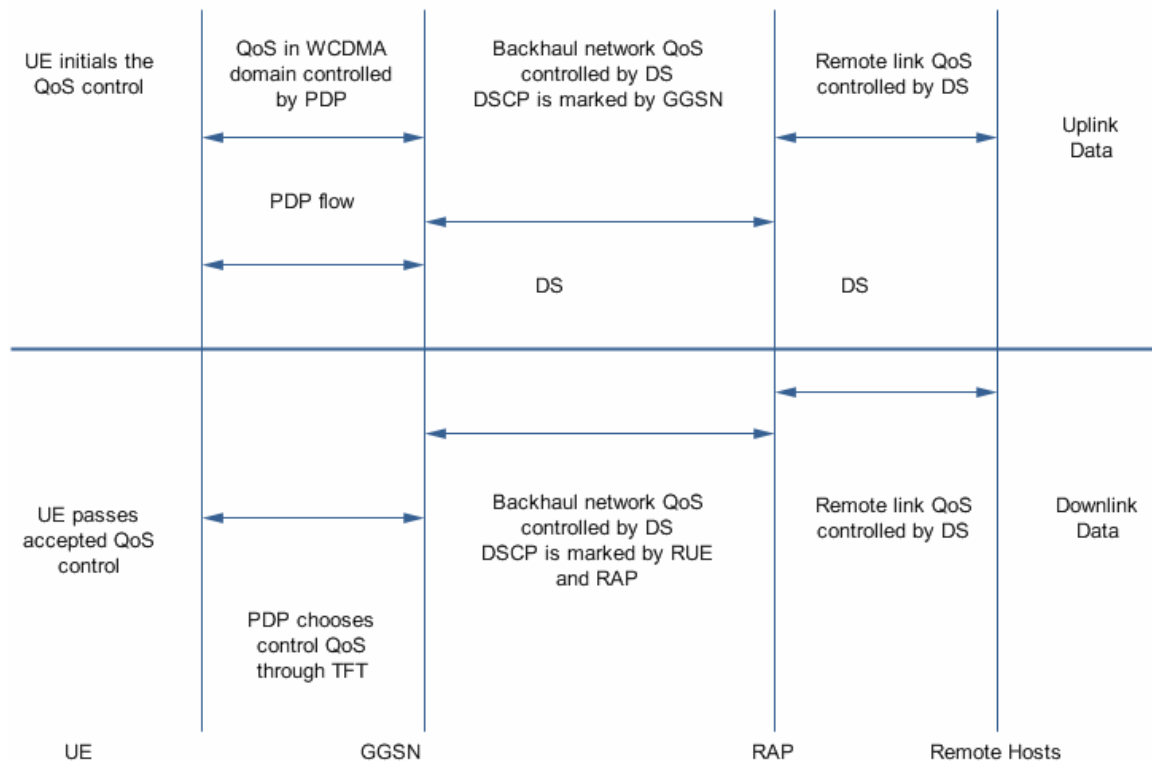 UE initials the
QoS control
QoS in WCDMA
domain controlled
by PDP
Backhaul network QoS
controlled by DS
DSCP is marked by GGSN
Remote link QoS
controlled by DS
Uplink
Data
PDP flow
DS
DS
UE passes
accepted QoS
control
Backhaul network QoS
controlled by DS
DSCP is marked by RUE
and RAP
Remote link QoS
controlled by DS
Downlink
Data
PDP chooses
control QoS
through TFT
UE
GGSN
RAP
Remote Hosts